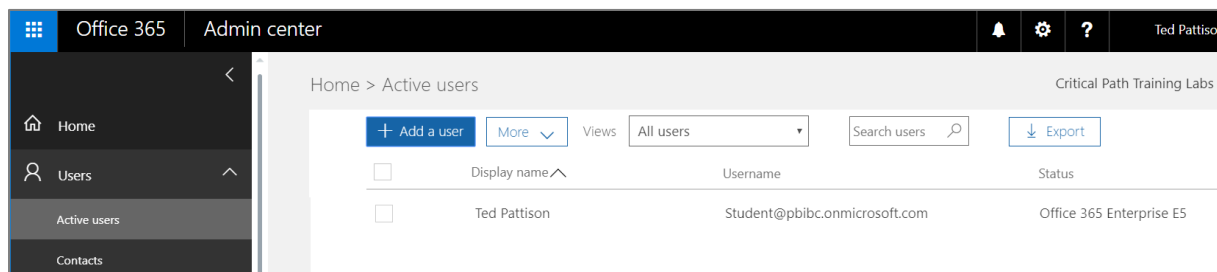 Office 365 Admin center ? Ted Pattiso
Home > Active users Critical Path Training Labs
Home
+ Add a user More Views All users Search users Export
Users
Display name Username Status
Active users
Ted Pattison Student@pbibc.onmicrosoft.com Office 365 Enterprise E5
Contacts